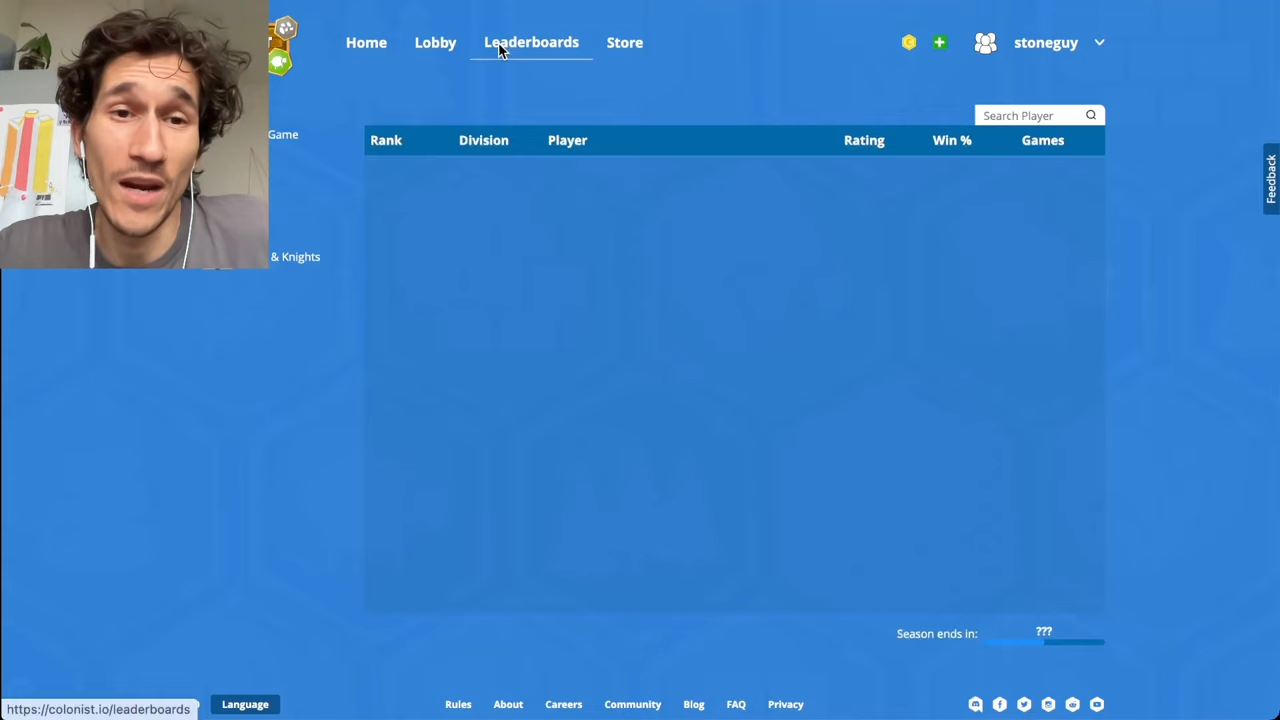 Home Lobby Leaderboards Store
stoneguy
Search Player
Game
Rank Division Player Rating Win % Games
Feedback
& Knights
Season ends in: ???
https://colonist.io/leaderboards
Language
Rules About Careers Community Blog FAQ Privacy